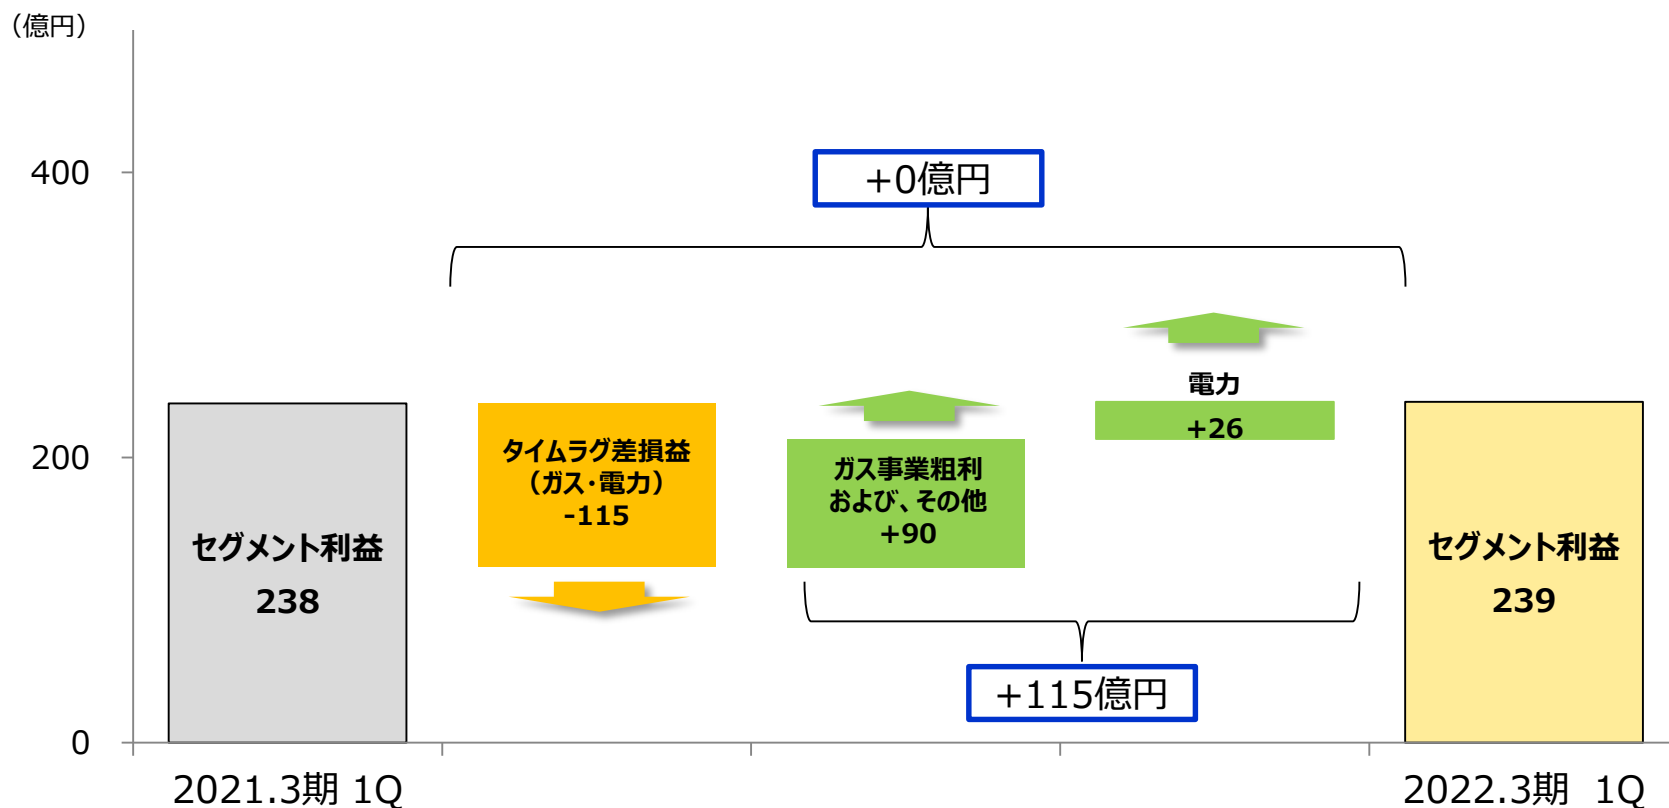 （億円）
400
200
0
+0億円
セグメント利益
238
タイムラグ差損益
（ガス・電力）
-115
ガス事業粗利
および、その他
+90
電力
+26
セグメント利益
239
+115億円
2021.3期 1Q
2022.3期 1Q